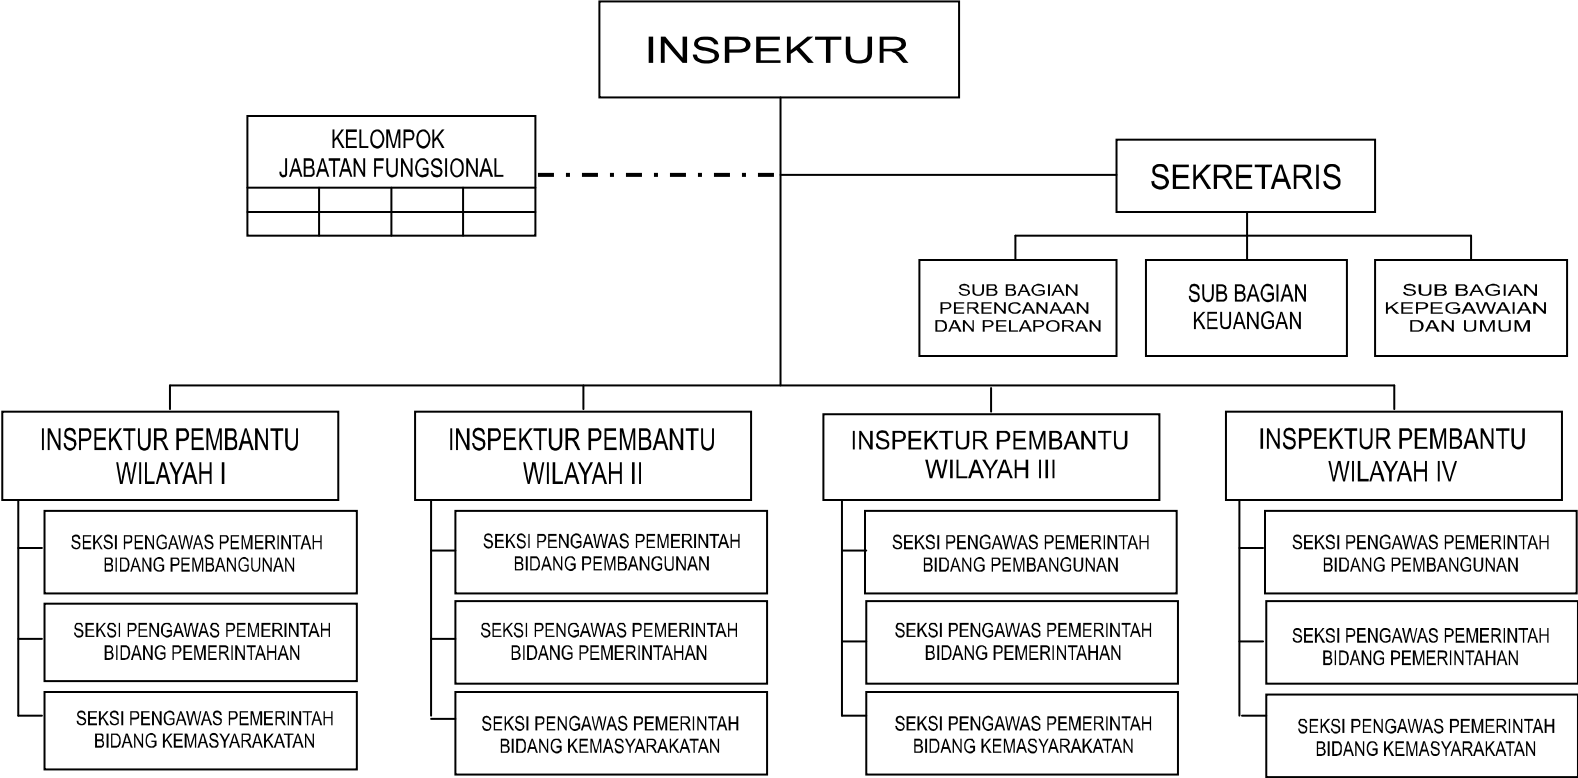 INSPEKTUR
KELOMPOK
JABATAN FUNGSIONAL
SEKRETARIS
SUB BAGIAN
PERENCANAAN
DAN PELAPORAN
SUB BAGIAN
KEUANGAN
SUB BAGIAN
KEPEGAWAIAN
DAN UMUM
INSPEKTUR PEMBANTU
WILAYAH I
INSPEKTUR PEMBANTU
WILAYAH II
INSPEKTUR PEMBANTU
WILAYAH III
INSPEKTUR PEMBANTU
WILAYAH IV
SEKSI PENGAWAS PEMERINTAH
BIDANG PEMBANGUNAN
SEKSI PENGAWAS PEMERINTAH
BIDANG PEMBANGUNAN
SEKSI PENGAWAS PEMERINTAH
BIDANG PEMBANGUNAN
SEKSI PENGAWAS PEMERINTAH
BIDANG PEMBANGUNAN
SEKSI PENGAWAS PEMERINTAH
BIDANG PEMERINTAHAN
SEKSI PENGAWAS PEMERINTAH
BIDANG PEMERINTAHAN
SEKSI PENGAWAS PEMERINTAH
BIDANG PEMERINTAHAN
SEKSI PENGAWAS PEMERINTAH
BIDANG PEMERINTAHAN
SEKSI PENGAWAS PEMERINTAH
BIDANG KEMASYARAKATAN
SEKSI PENGAWAS PEMERINTAH
BIDANG KEMASYARAKATAN
SEKSI PENGAWAS PEMERINTAH
BIDANG KEMASYARAKATAN
SEKSI PENGAWAS PEMERINTAH
BIDANG KEMASYARAKATAN